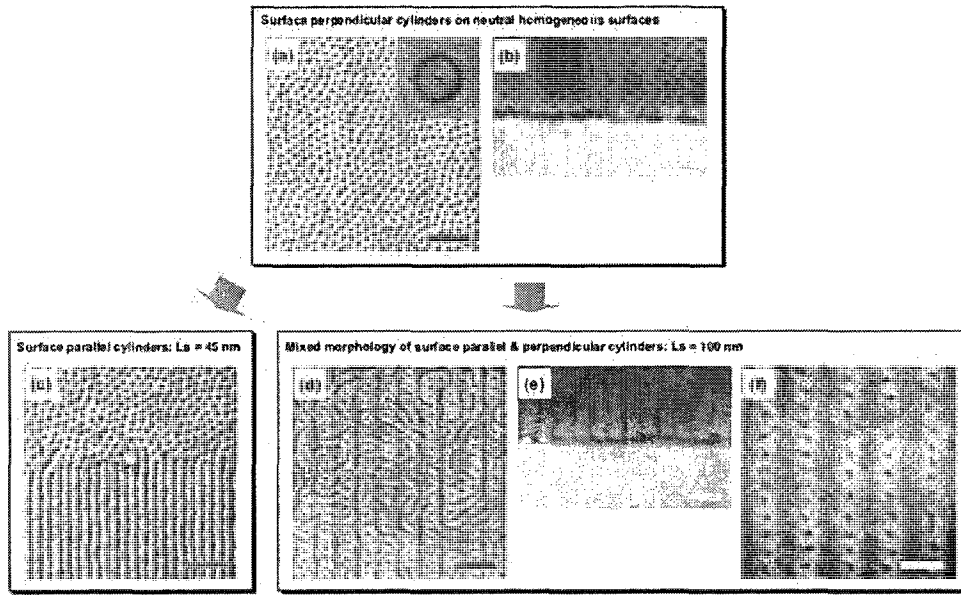 Surface perpendicular cylinders on neutral homogeneous surfaces
(a)
(b)
Surface parallel cylinders: Ls = 45 nm
Mixed morphology of surface parallel & perpendicular cylinders: Ls = 100 nm
(c)
(d)
(e)
(f)